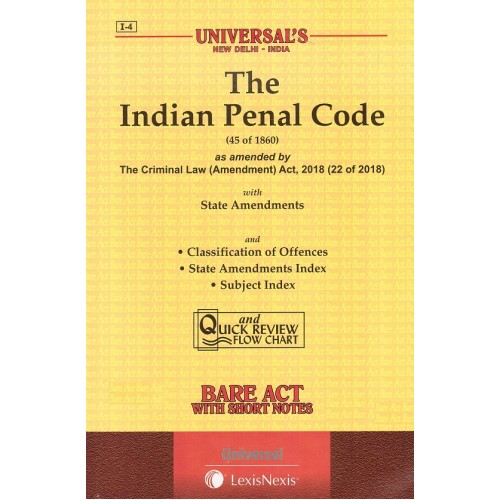 I-4
UNIVERSAL'S
NEW DELHI - INDIA
The
Indian Penal Code
(45 of 1860)
as amended by
The Criminal Law (Amendment) Act, 2018 (22 of 2018)
with
State Amendments
and
• Classification of Offences
• State Amendments Index
• Subject Index
and
QUICK REVIEW
FLOW CHART
BARE ACT
WITH SHORT NOTES
Universal
LexisNexis